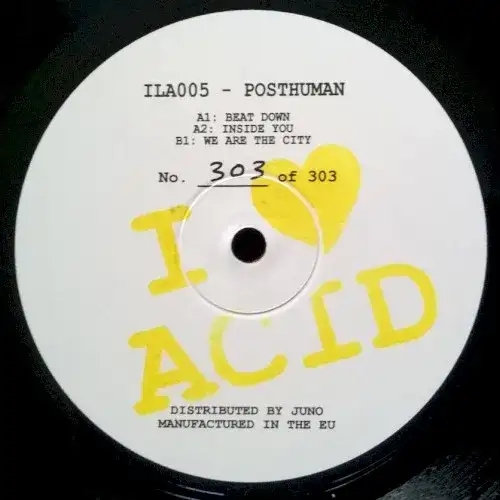 ILA005 - POSTHUMAN
A1: BEAT DOWN
A2: INSIDE YOU
B1: WE ARE THE CITY
No. 303 of 303
I
ACID
DISTRIBUTED BY JUNO
MANUFACTURED IN THE EU